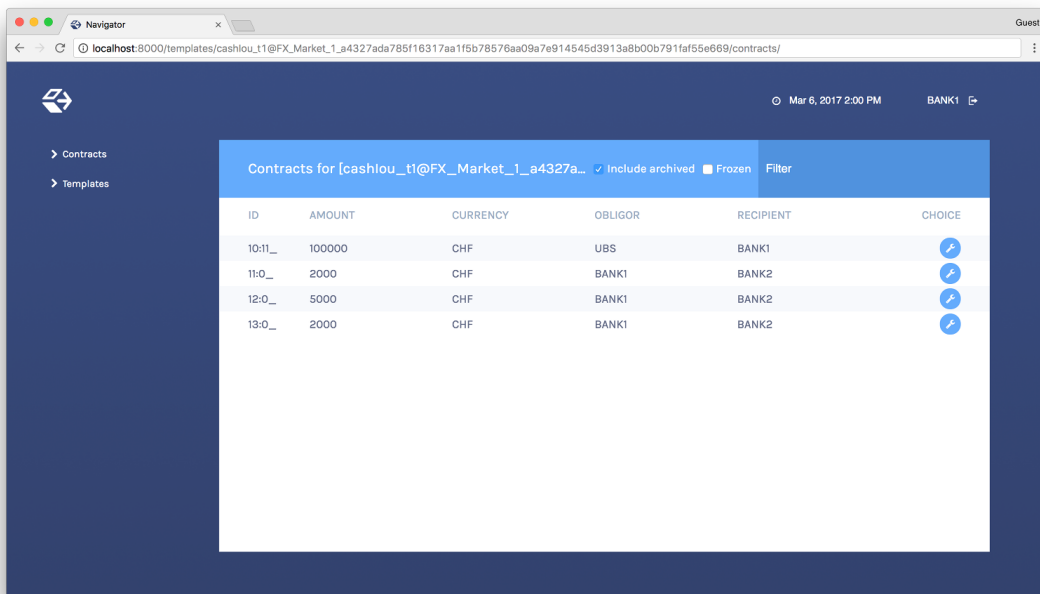 Navigator
Guest
localhost:8000/templates/cashIou_t1@FX_Market_1_a4327ada785f16317aa1f5b78576aa09a7e914545d3913a8b00b791faf55e669/contracts/
Mar 6, 2017 2:00 PM BANK1
Contracts
Templates
Contracts for [cashIou_t1@FX_Market_1_a4327a... Include archived Frozen Filter
ID AMOUNT CURRENCY OBLIGOR RECIPIENT CHOICE
10:11_ 100000 CHF UBS BANK1
11:0_ 2000 CHF BANK1 BANK2
12:0_ 5000 CHF BANK1 BANK2
13:0_ 2000 CHF BANK1 BANK2